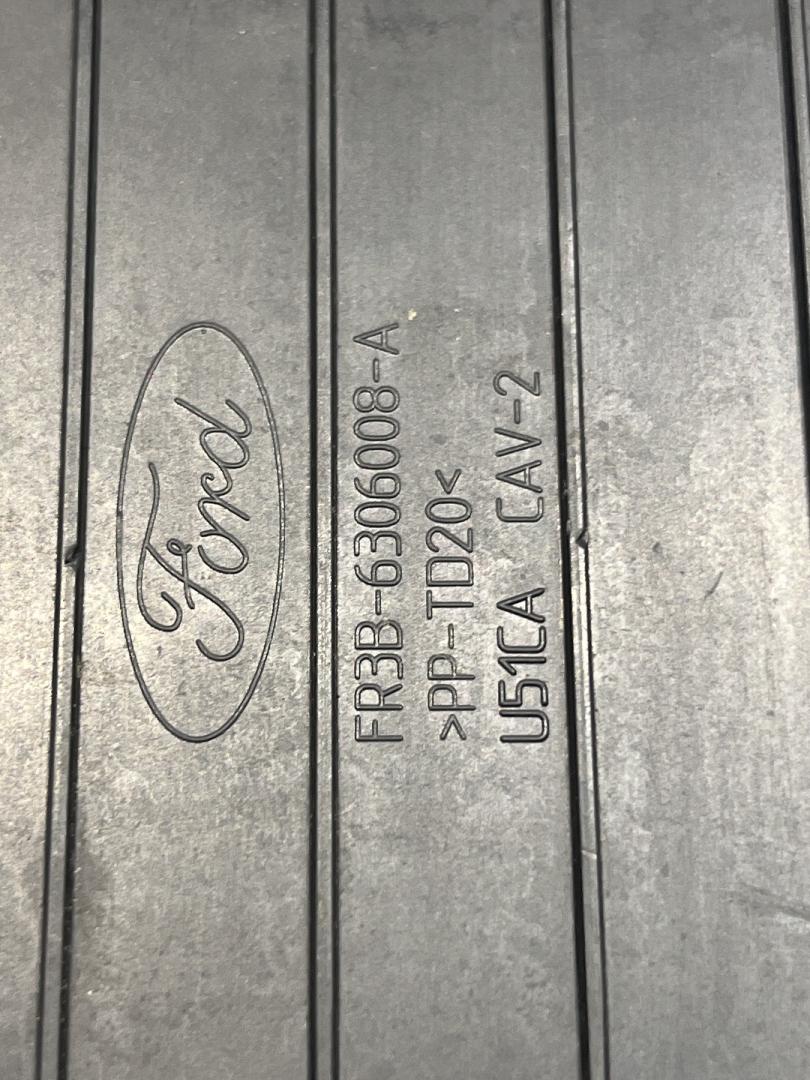 Ford
FR3B-6306008-A
>PP-TD20<
U51CA CAV-2